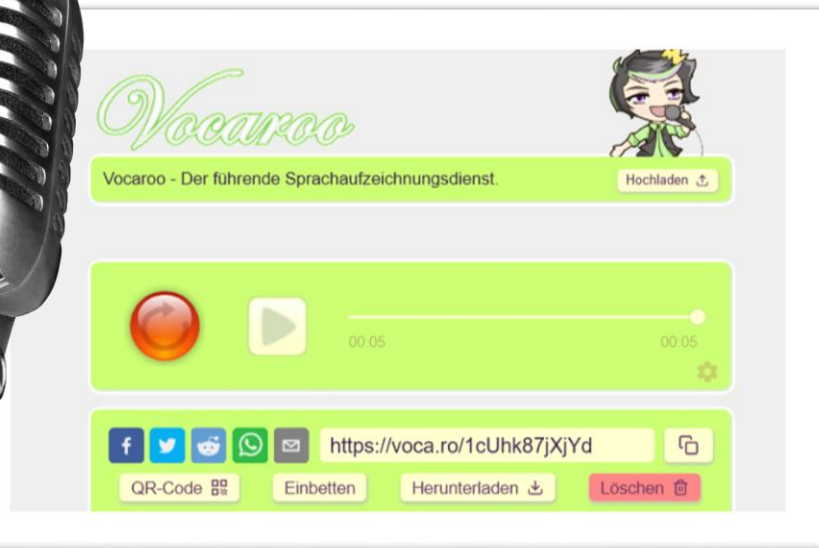 Vocaroo
Vocaroo - Der führende Sprachaufzeichnungsdienst.
Hochladen
00:05
00:05
https://voca.ro/1cUhk87jXjYd
QR-Code
Einbetten
Herunterladen
Löschen